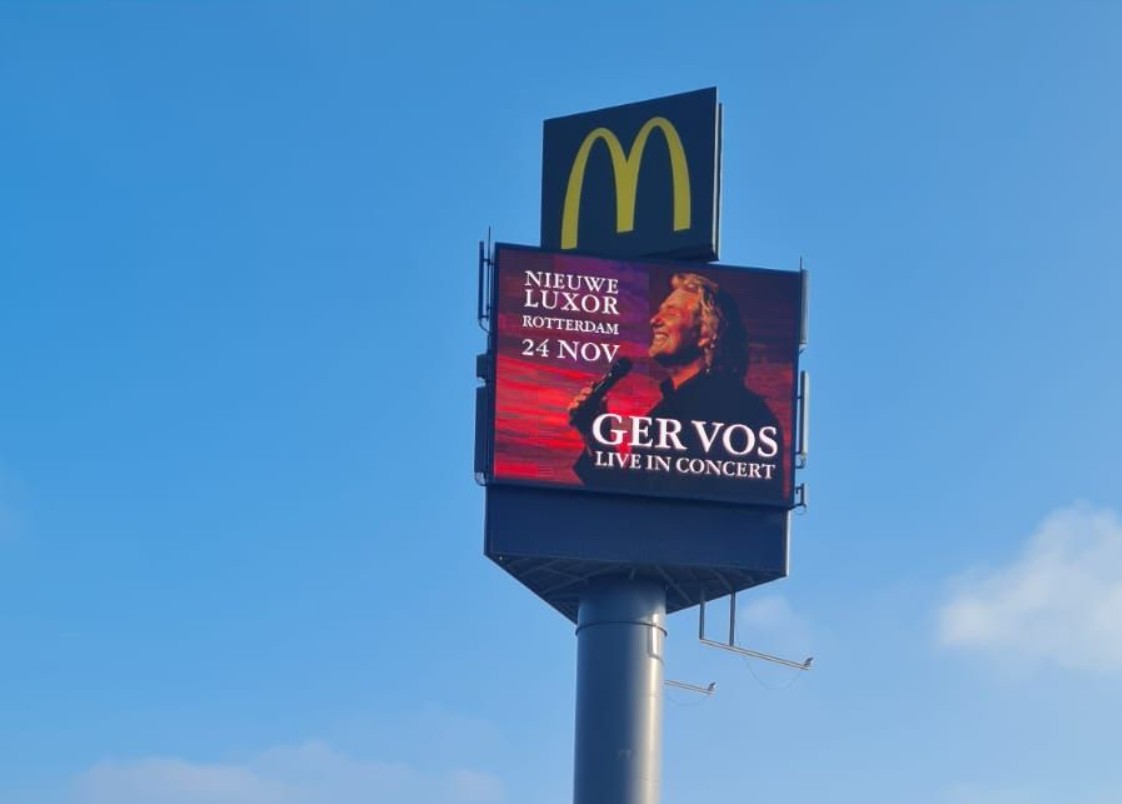 M
NIEUWE
LUXOR
ROTTERDAM
24 NOV
GER VOS
LIVE IN CONCERT